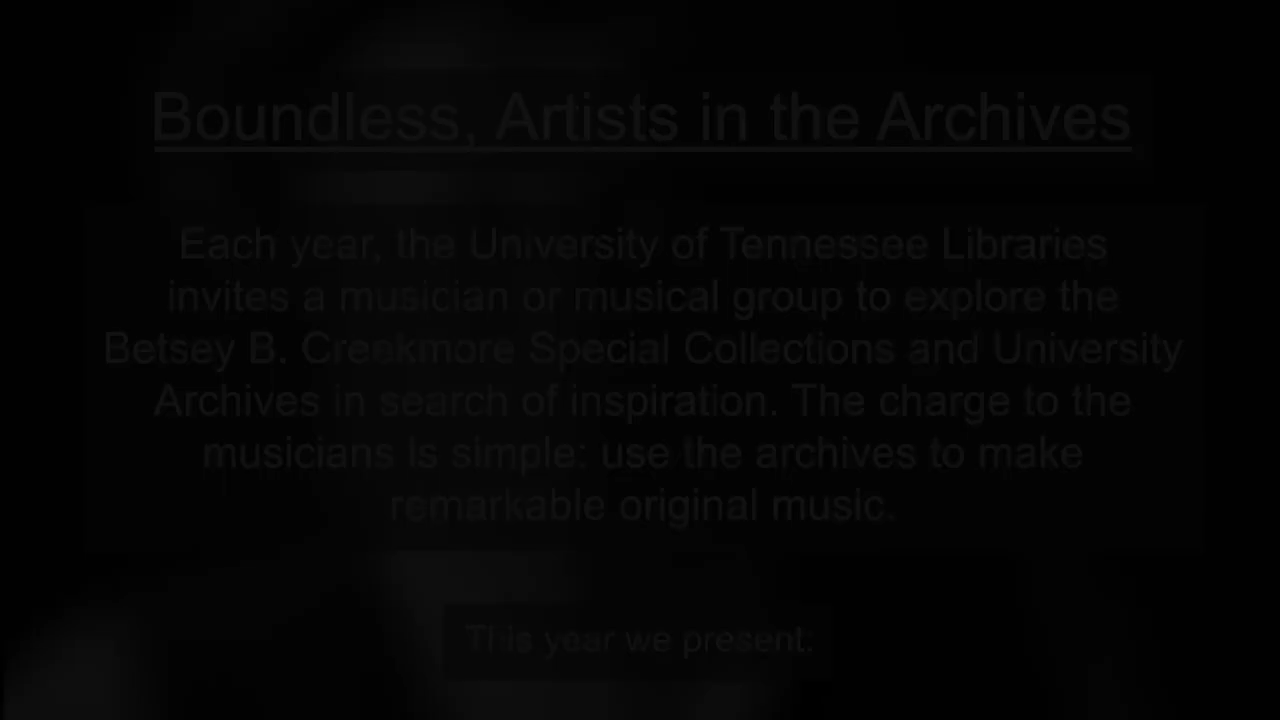 Boundless, Artists in the Archives
Each year, the University of Tennessee Libraries
invites a musician or musical group to explore the
Betsey B. Creekmore Special Collections and University
Archives in search of inspiration. The charge to the
musicians is simple: use the archives to make
remarkable original music.
This year we present: